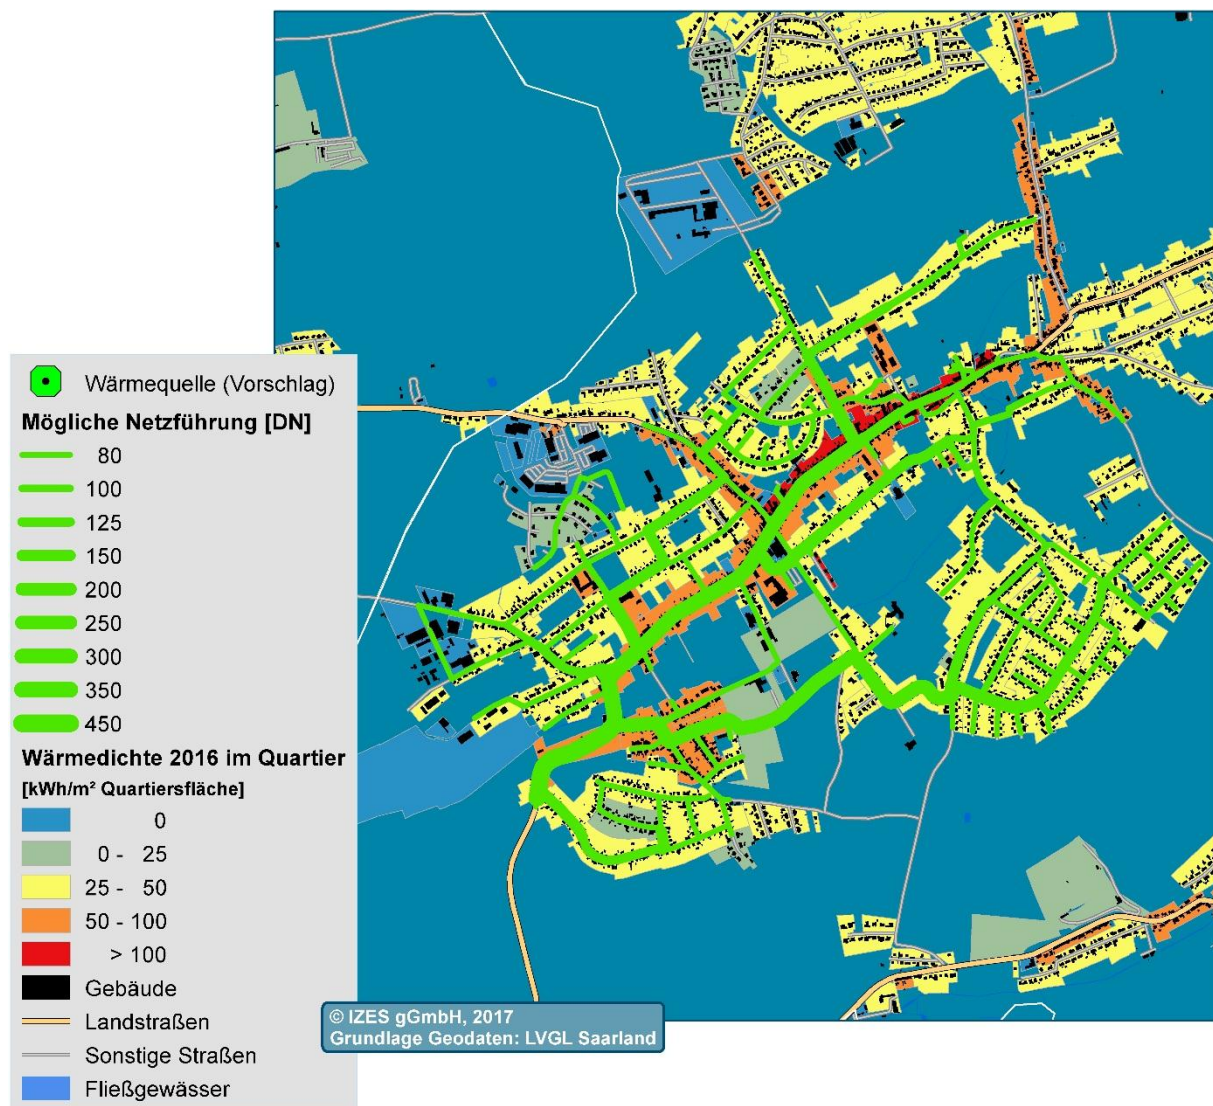 Wärmequelle (Vorschlag)
Mögliche Netzführung [DN]
80
100
125
150
200
250
300
350
450
Wärmedichte 2016 im Quartier
[kWh/m² Quartiersfläche]
0
0 - 25
25 - 50
50 - 100
> 100
Gebäude
Landstraßen
Sonstige Straßen
Fließgewässer
© IZES gGmbH, 2017
Grundlage Geodaten: LVGL Saarland